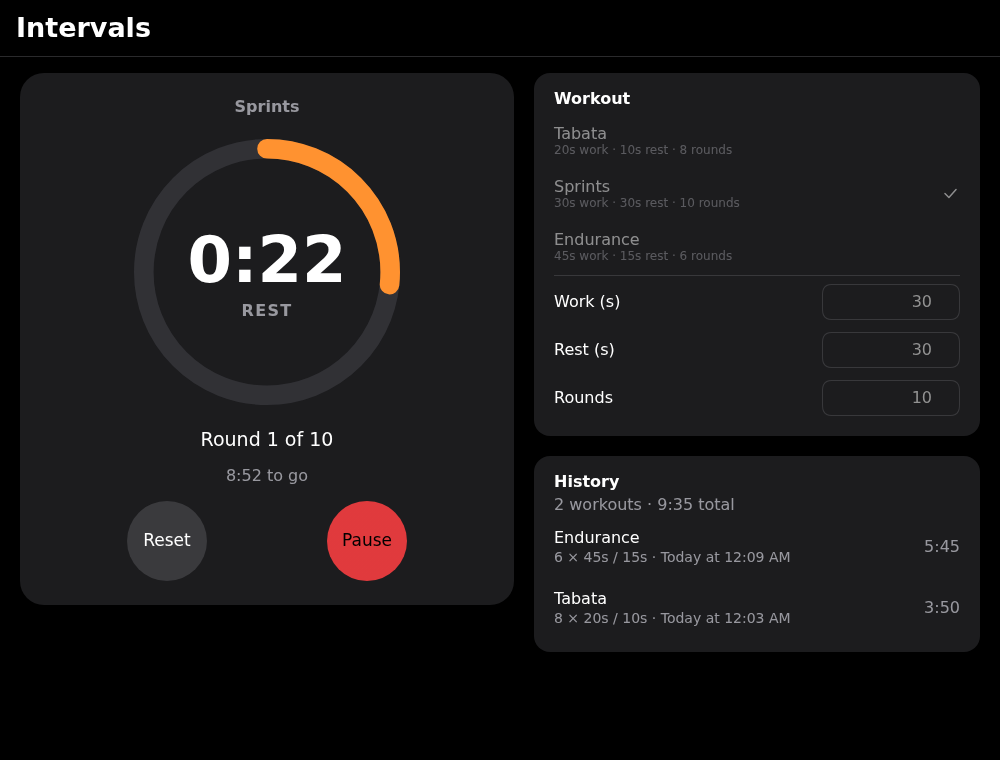 Intervals
Sprints
0:22
REST
Round 1 of 10
8:52 to go
Reset
Pause
Workout
Tabata
20s work · 10s rest · 8 rounds
Sprints
30s work · 30s rest · 10 rounds
Endurance
45s work · 15s rest · 6 rounds
Work (s)
30
Rest (s)
30
Rounds
10
History
2 workouts · 9:35 total
Endurance
6 × 45s / 15s · Today at 12:09 AM
5:45
Tabata
8 × 20s / 10s · Today at 12:03 AM
3:50